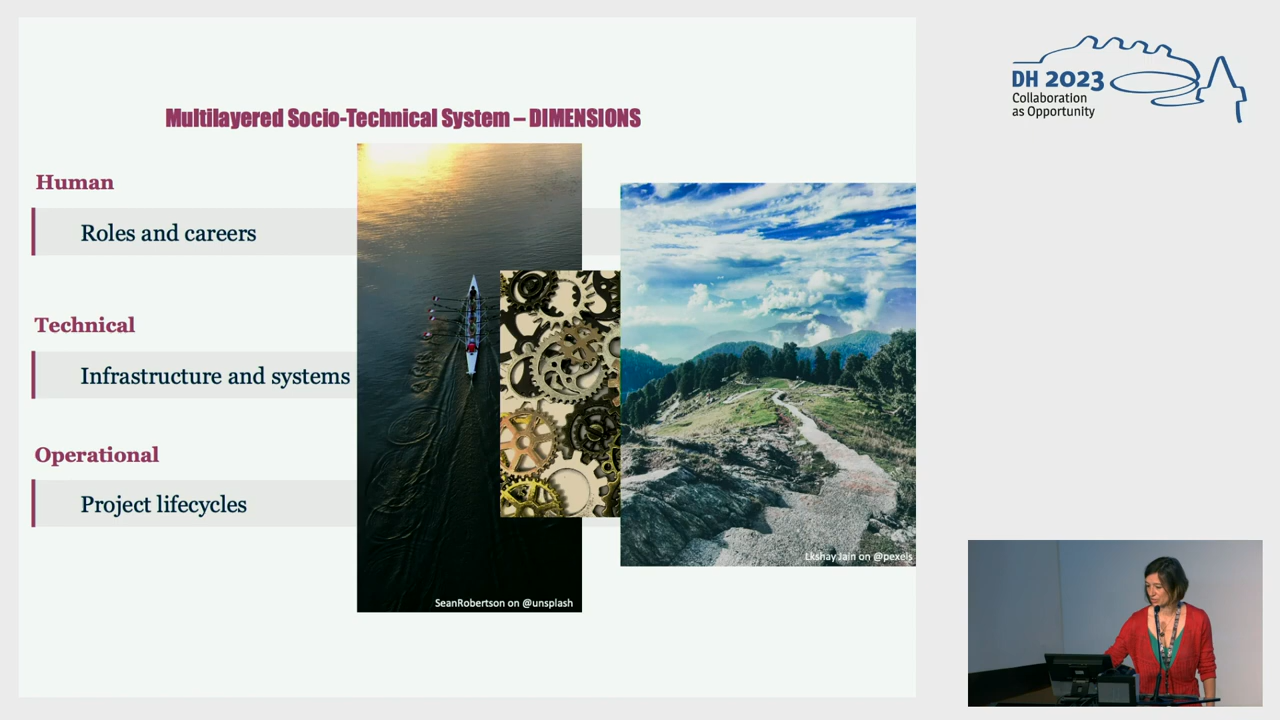 Multilayered Socio-Technical System – DIMENSIONS
Human
Roles and careers
Technical
Infrastructure and systems
Operational
Project lifecycles
SeanRobertson on @unsplash
Lkshay Jain on @pexels
DH 2023
Collaboration
as Opportunity